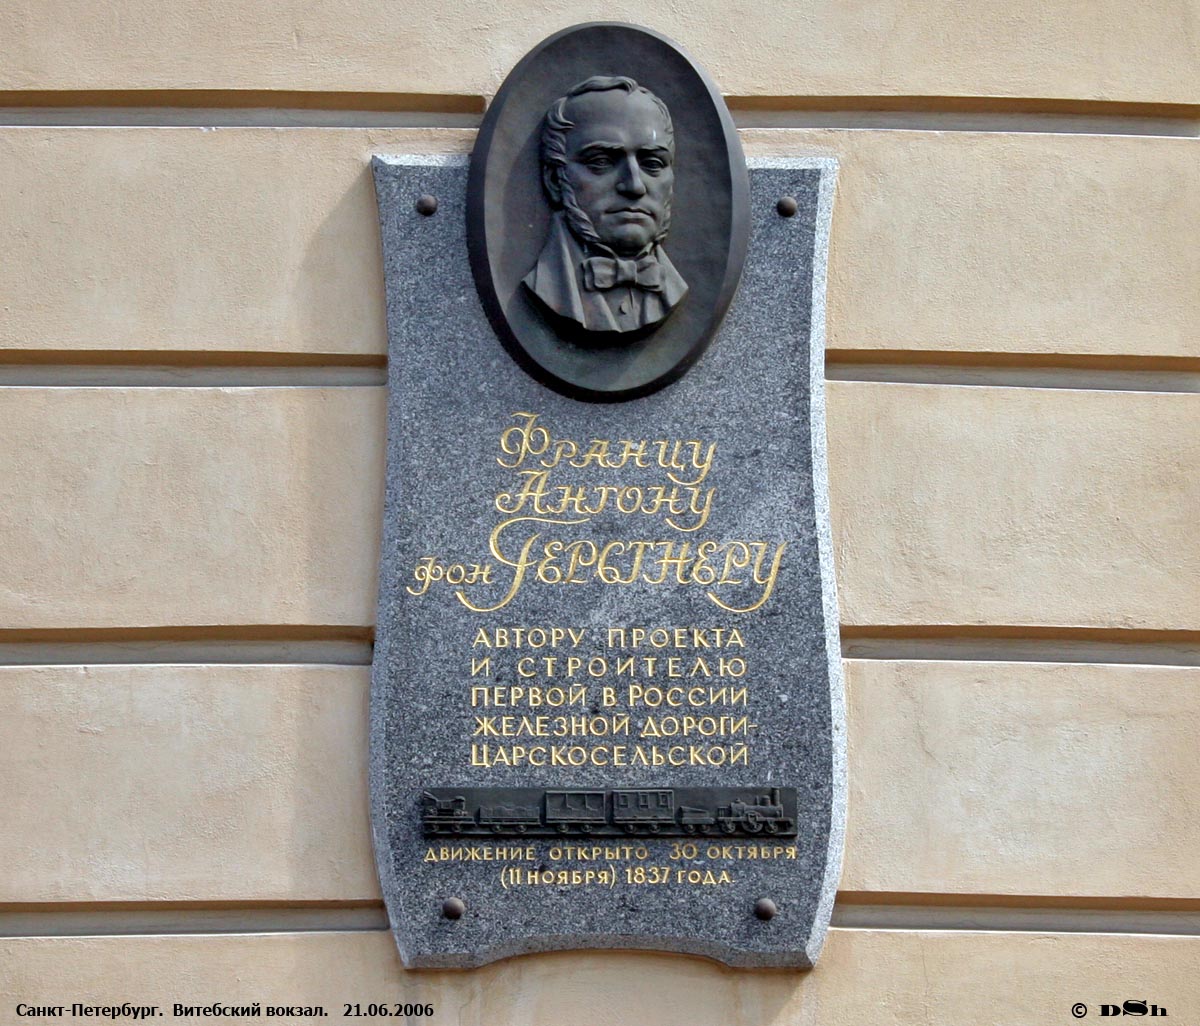 Францу
Антону
фон Герстнеру
АВТОРУ ПРОЕКТА
И СТРОИТЕЛЮ
ПЕРВОЙ В РОССИИ
ЖЕЛЕЗНОЙ ДОРОГИ-
ЦАРСКОСЕЛЬСКОЙ
ДВИЖЕНИЕ ОТКРЫТО 30 ОКТЯБРЯ
(11 НОЯБРЯ) 1837 ГОДА.
Санкт-Петербург. Витебский вокзал. 21.06.2006
© DSh